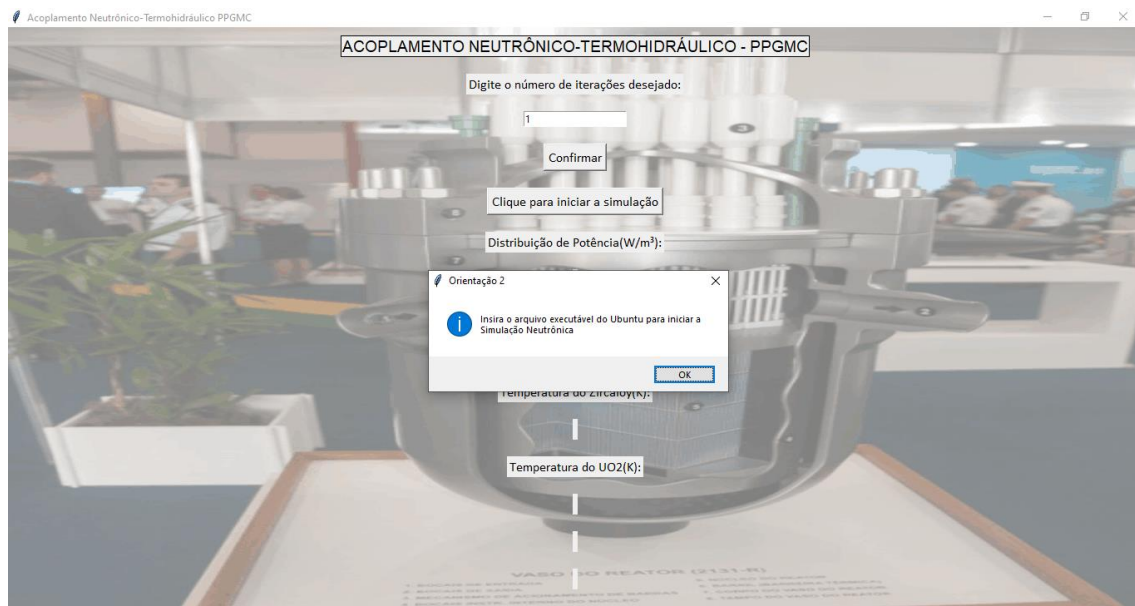 Acoplamento Neutrônico-Termohidráulico PPGMC
ACOPLAMENTO NEUTRÔNICO-TERMOHIDRÁULICO - PPGMC
Digite o número de iterações desejado:
1
Confirmar
Clique para iniciar a simulação
Distribuição de Potência(W/m³):
Orientação 2
Insira o arquivo executável do Ubuntu para iniciar a
Simulação Neutrônica
OK
Temperatura do Zircaloy(K):
Temperatura do UO2(K):
VASO DO REATOR (2131-R)